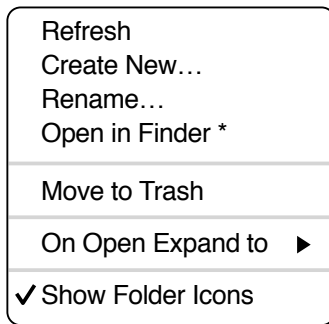 Refresh
Create New…
Rename…
Open in Finder *
Move to Trash
On Open Expand to ▶
✓ Show Folder Icons